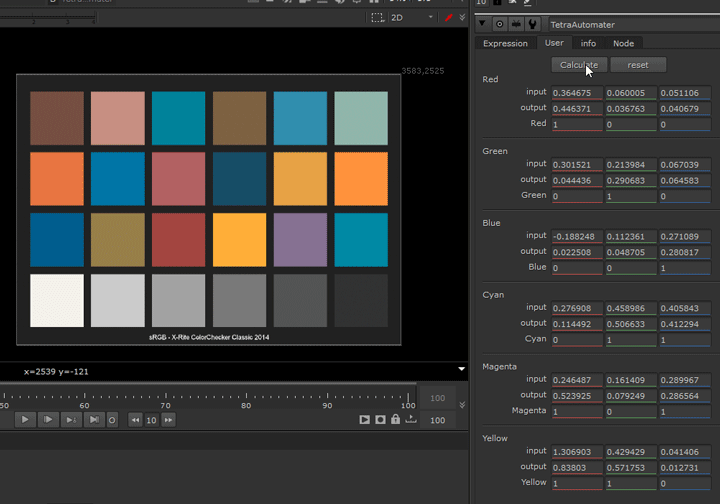 10
2D
TetraAutomater
Expression User info Node
Calculate reset
3583,2525
Red
input 0.364675 0.060005 0.051106
output 0.446371 0.036763 0.040679
Red 1 0 0
Green
input 0.301521 0.213984 0.067039
output 0.044436 0.290683 0.064583
Green 0 1 0
Blue
input -0.188248 0.112361 0.271089
output 0.022508 0.048705 0.280817
Blue 0 0 1
Cyan
input 0.276908 0.458986 0.405843
output 0.114492 0.506633 0.412294
Cyan 0 1 1
sRGB - X-Rite ColorChecker Classic 2014
x=2539 y=-121
Magenta
input 0.246487 0.161409 0.289967
output 0.523925 0.079249 0.286564
Magenta 1 0 1
50 60 70 80 90 100 100
10 100
Yellow
input 1.306903 0.429429 0.041406
output 0.83803 0.571753 0.012731
Yellow 1 1 0